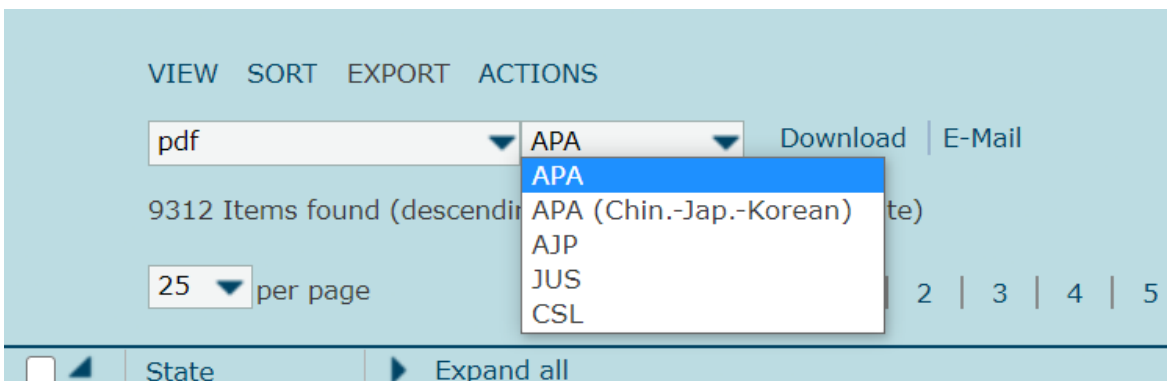 VIEW SORT EXPORT ACTIONS
pdf APA Download E-Mail
APA
9312 Items found (descendin APA (Chin.-Jap.-Korean) te)
AJP
25 per page JUS 2 | 3 | 4 | 5
CSL
State Expand all